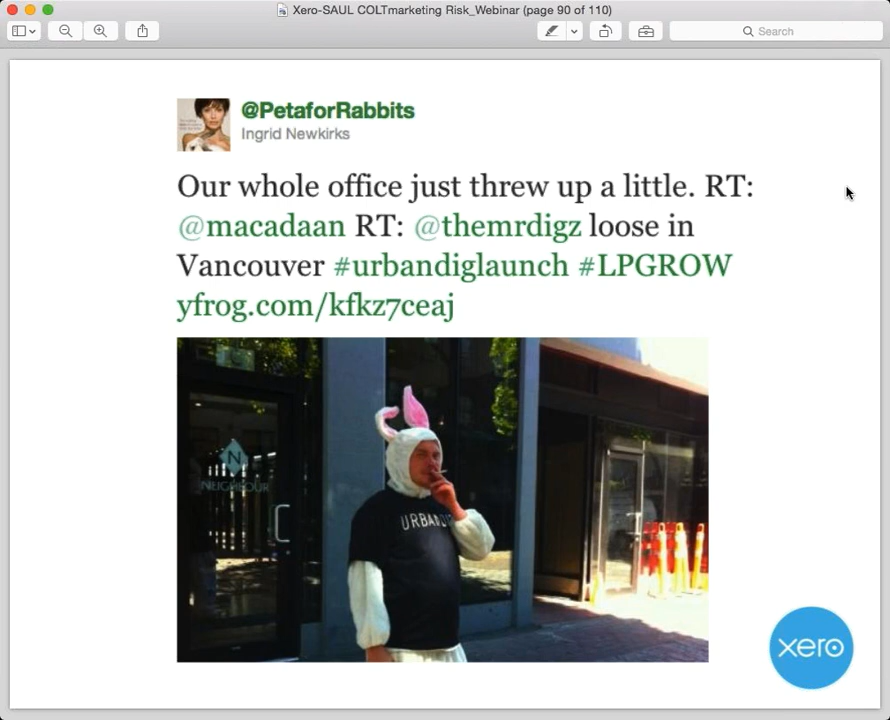 Xero-SAUL COLTmarketing Risk_Webinar (page 90 of 110)
Search
@PetaforRabbits
Ingrid Newkirks
Our whole office just threw up a little. RT:
@macadaan RT: @themrdigz loose in
Vancouver #urbandiglaunch #LPGROW
yfrog.com/kfkz7ceaj
N
NEIGHBOUR
xero